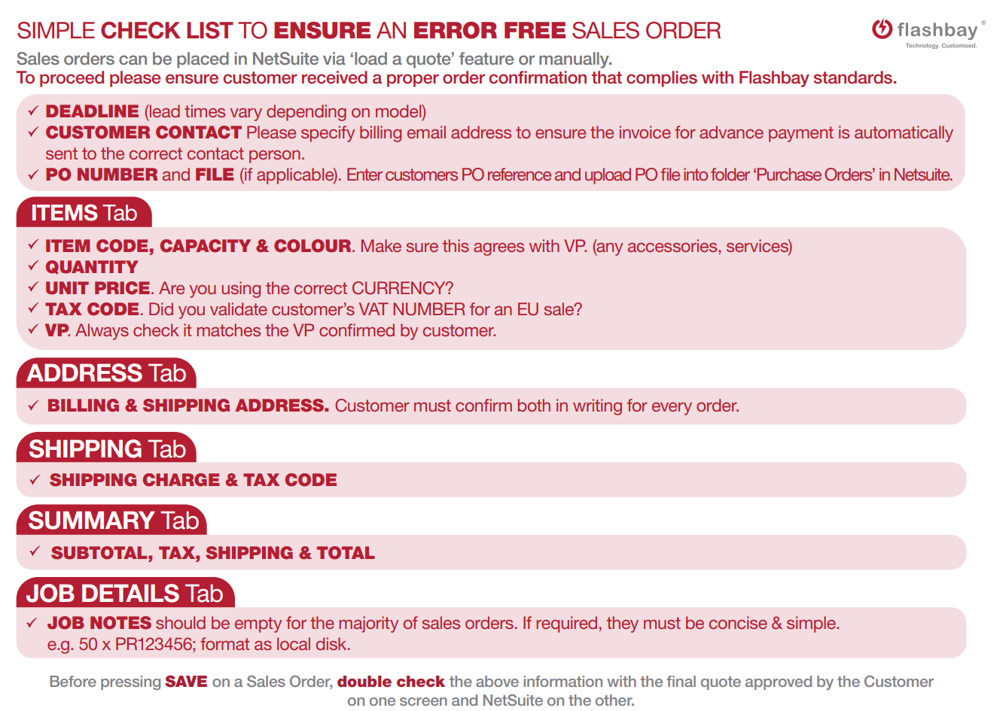 SIMPLE CHECK LIST TO ENSURE AN ERROR FREE SALES ORDER
flashbay®
Technology. Customised.
Sales orders can be placed in NetSuite via ‘load a quote’ feature or manually.
To proceed please ensure customer received a proper order confirmation that complies with Flashbay standards.
✓ DEADLINE (lead times vary depending on model)
✓ CUSTOMER CONTACT Please specify billing email address to ensure the invoice for advance payment is automatically
sent to the correct contact person.
✓ PO NUMBER and FILE (if applicable). Enter customers PO reference and upload PO file into folder ‘Purchase Orders’ in Netsuite.
ITEMS Tab
✓ ITEM CODE, CAPACITY & COLOUR. Make sure this agrees with VP. (any accessories, services)
✓ QUANTITY
✓ UNIT PRICE. Are you using the correct CURRENCY?
✓ TAX CODE. Did you validate customer’s VAT NUMBER for an EU sale?
✓ VP. Always check it matches the VP confirmed by customer.
ADDRESS Tab
✓ BILLING & SHIPPING ADDRESS. Customer must confirm both in writing for every order.
SHIPPING Tab
✓ SHIPPING CHARGE & TAX CODE
SUMMARY Tab
✓ SUBTOTAL, TAX, SHIPPING & TOTAL
JOB DETAILS Tab
✓ JOB NOTES should be empty for the majority of sales orders. If required, they must be concise & simple.
e.g. 50 x PR123456; format as local disk.
Before pressing SAVE on a Sales Order, double check the above information with the final quote approved by the Customer
on one screen and NetSuite on the other.